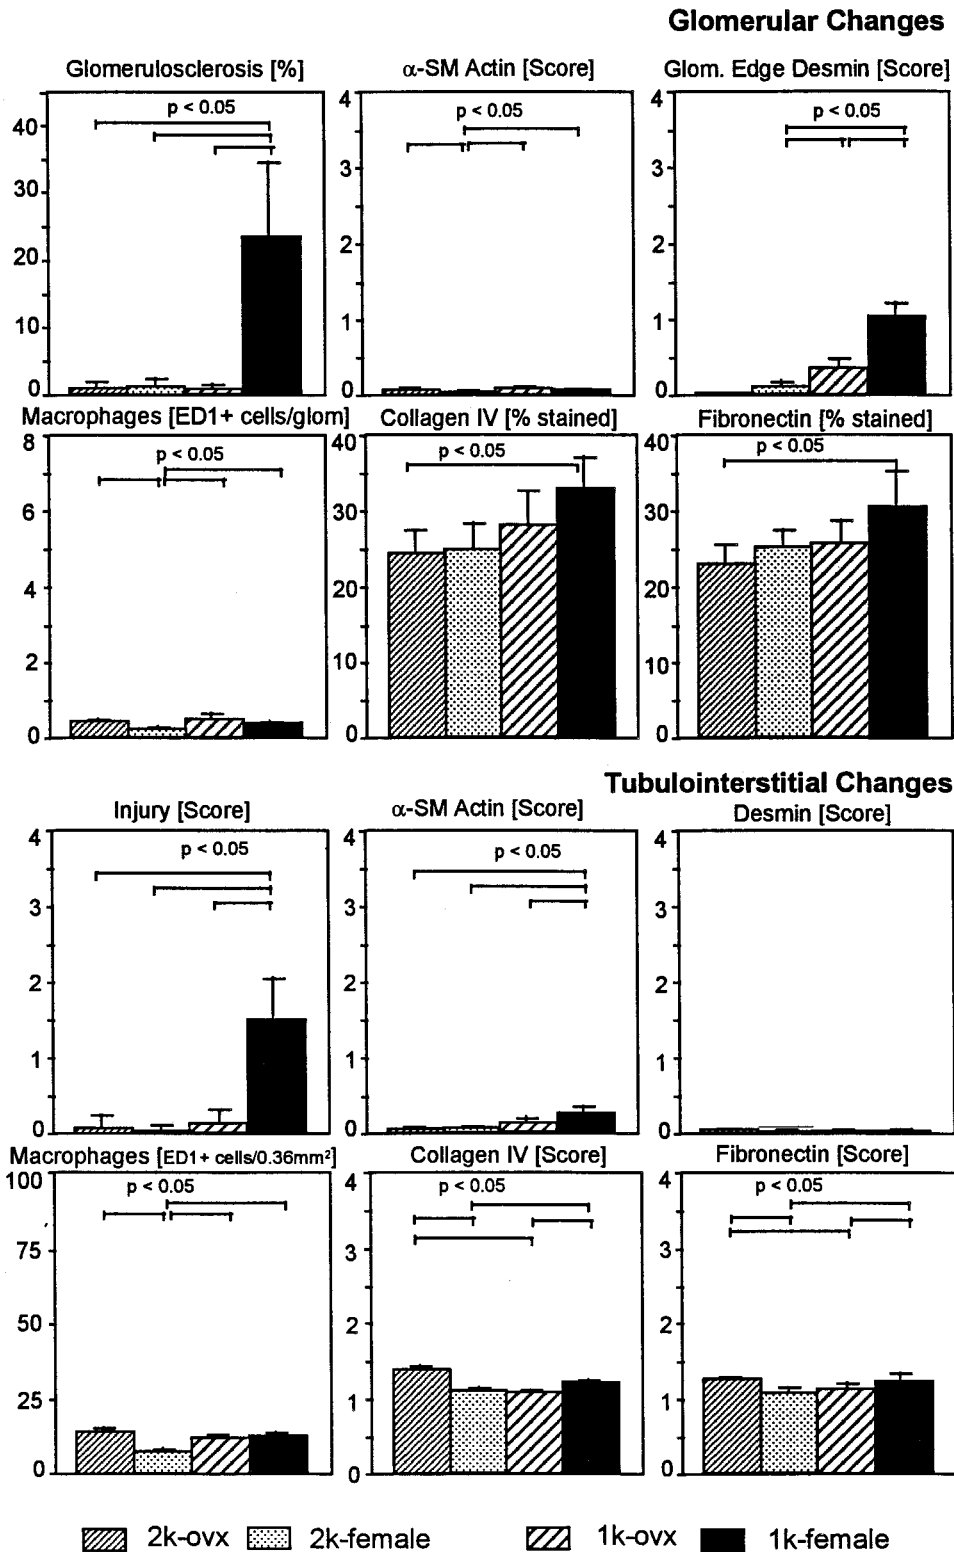 Glomerular Changes
Glomerulosclerosis [%]
α-SM Actin [Score]
Glom. Edge Desmin [Score]
p < 0.05
40
30
20
10
0
4
3
2
1
0
p < 0.05
4
3
2
1
0
p < 0.05
Macrophages [ED1+ cells/glom]
Collagen IV [% stained]
Fibronectin [% stained]
8
6
4
2
0
p < 0.05
40
30
20
10
0
p < 0.05
40
30
20
10
0
p < 0.05
Tubulointerstitial Changes
Injury [Score]
α-SM Actin [Score]
Desmin [Score]
4
3
2
1
0
p < 0.05
4
3
2
1
0
p < 0.05
4
3
2
1
0
Macrophages [ED1+ cells/0.36mm²]
Collagen IV [Score]
Fibronectin [Score]
100
75
50
25
0
p < 0.05
4
3
2
1
0
p < 0.05
4
3
2
1
0
p < 0.05
2k-ovx
2k-female
1k-ovx
1k-female